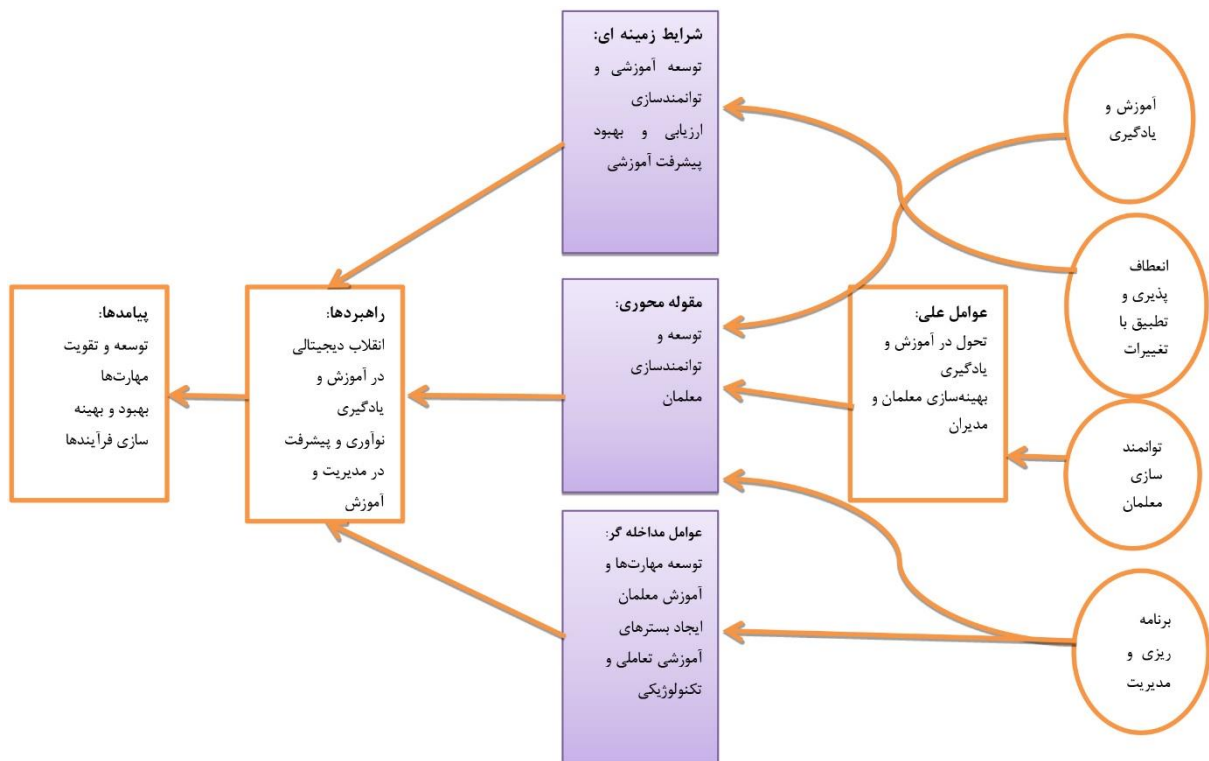 آموزش و
یادگیری
انعطاف
پذیری و
تطبیق با
تغییرات
توانمند
سازی
معلمان
برنامه
ریزی و
مدیریت
عوامل علی:
تحول در آموزش و
یادگیری
بهینه‌سازی معلمان و
مدیران
شرایط زمینه ای:
توسعه آموزشی و
توانمندسازی
ارزیابی و بهبود
پیشرفت آموزشی
مقوله محوری:
توسعه و
توانمندسازی
معلمان
عوامل مداخله گر:
توسعه مهارت‌ها و
آموزش معلمان
ایجاد بسترهای
آموزشی تعاملی و
تکنولوژیکی
راهبردها:
انقلاب دیجیتالی
در آموزش و
یادگیری
نوآوری و پیشرفت
در مدیریت و
آموزش
پیامدها:
توسعه و تقویت
مهارت‌ها
بهبود و بهینه
سازی فرآیندها